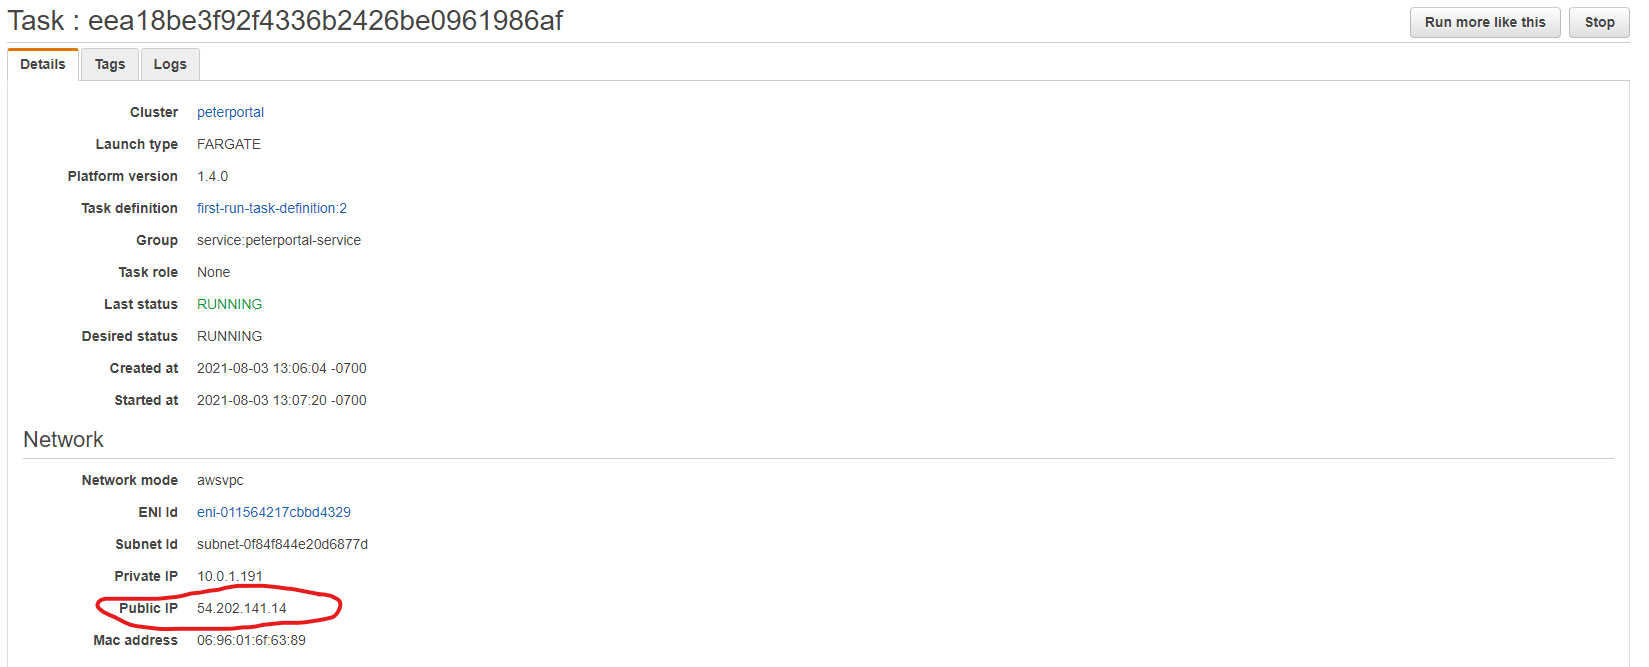 Task : eea18be3f92f4336b2426be0961986af
Run more like this Stop
Details Tags Logs
Cluster peterportal
Launch type FARGATE
Platform version 1.4.0
Task definition first-run-task-definition:2
Group service:peterportal-service
Task role None
Last status RUNNING
Desired status RUNNING
Created at 2021-08-03 13:06:04 -0700
Started at 2021-08-03 13:07:20 -0700
Network
Network mode awsvpc
ENI Id eni-011564217cbbd4329
Subnet Id subnet-0f84f844e20d6877d
Private IP 10.0.1.191
Public IP 54.202.141.14
Mac address 06:96:01:6f:63:89